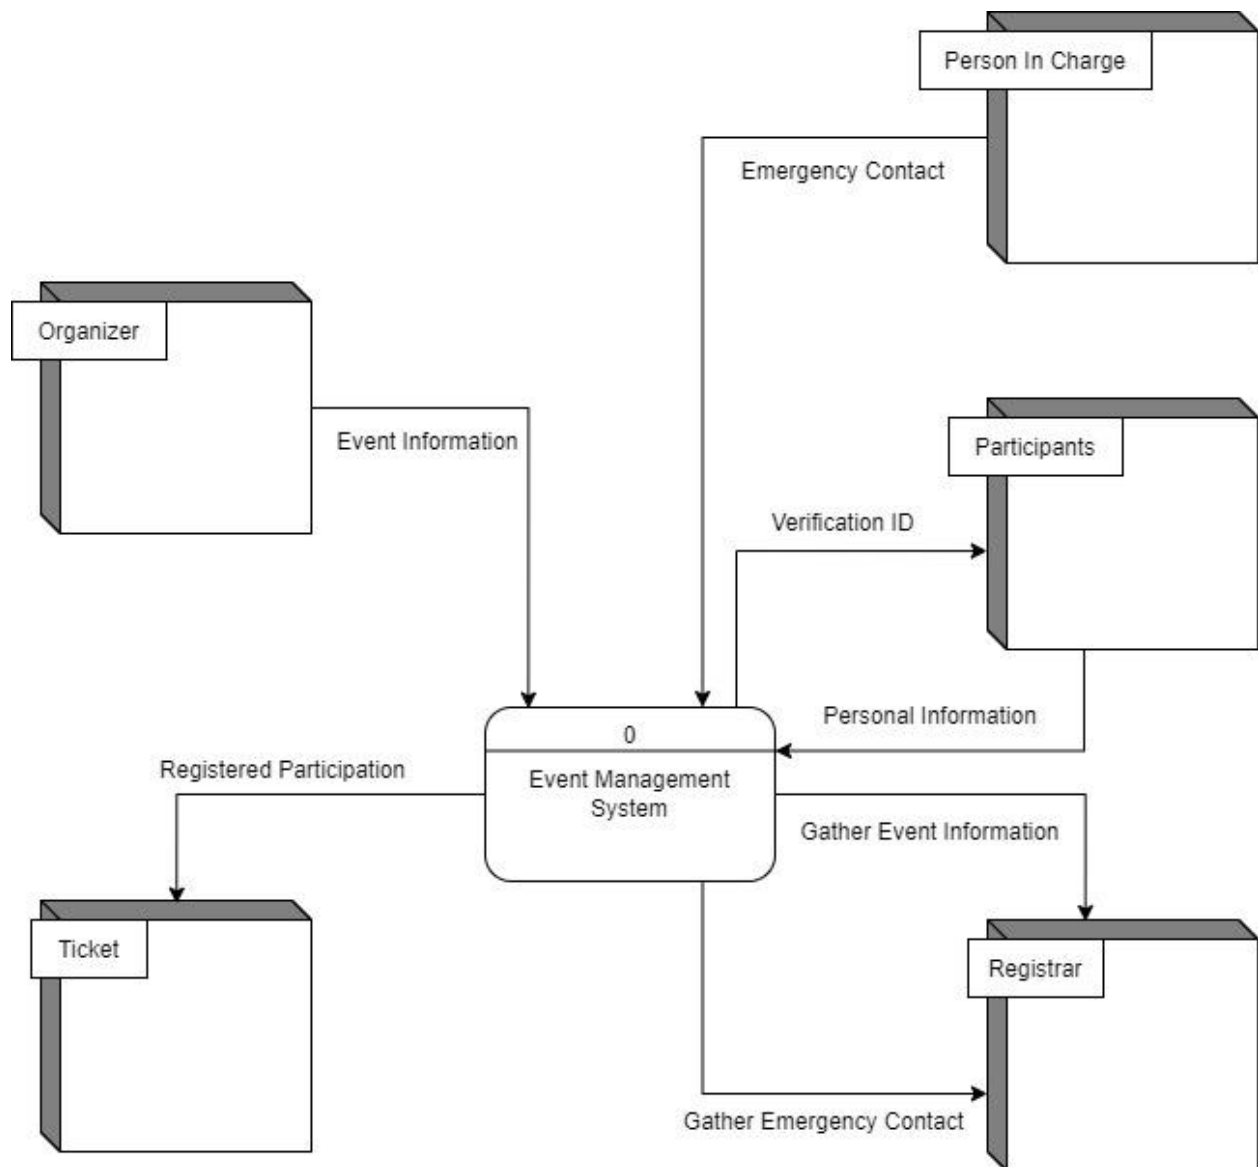 Person In Charge
Emergency Contact
Organizer
Event Information
Participants
Verification ID
Personal Information
0
Event Management
System
Registered Participation
Gather Event Information
Ticket
Registrar
Gather Emergency Contact